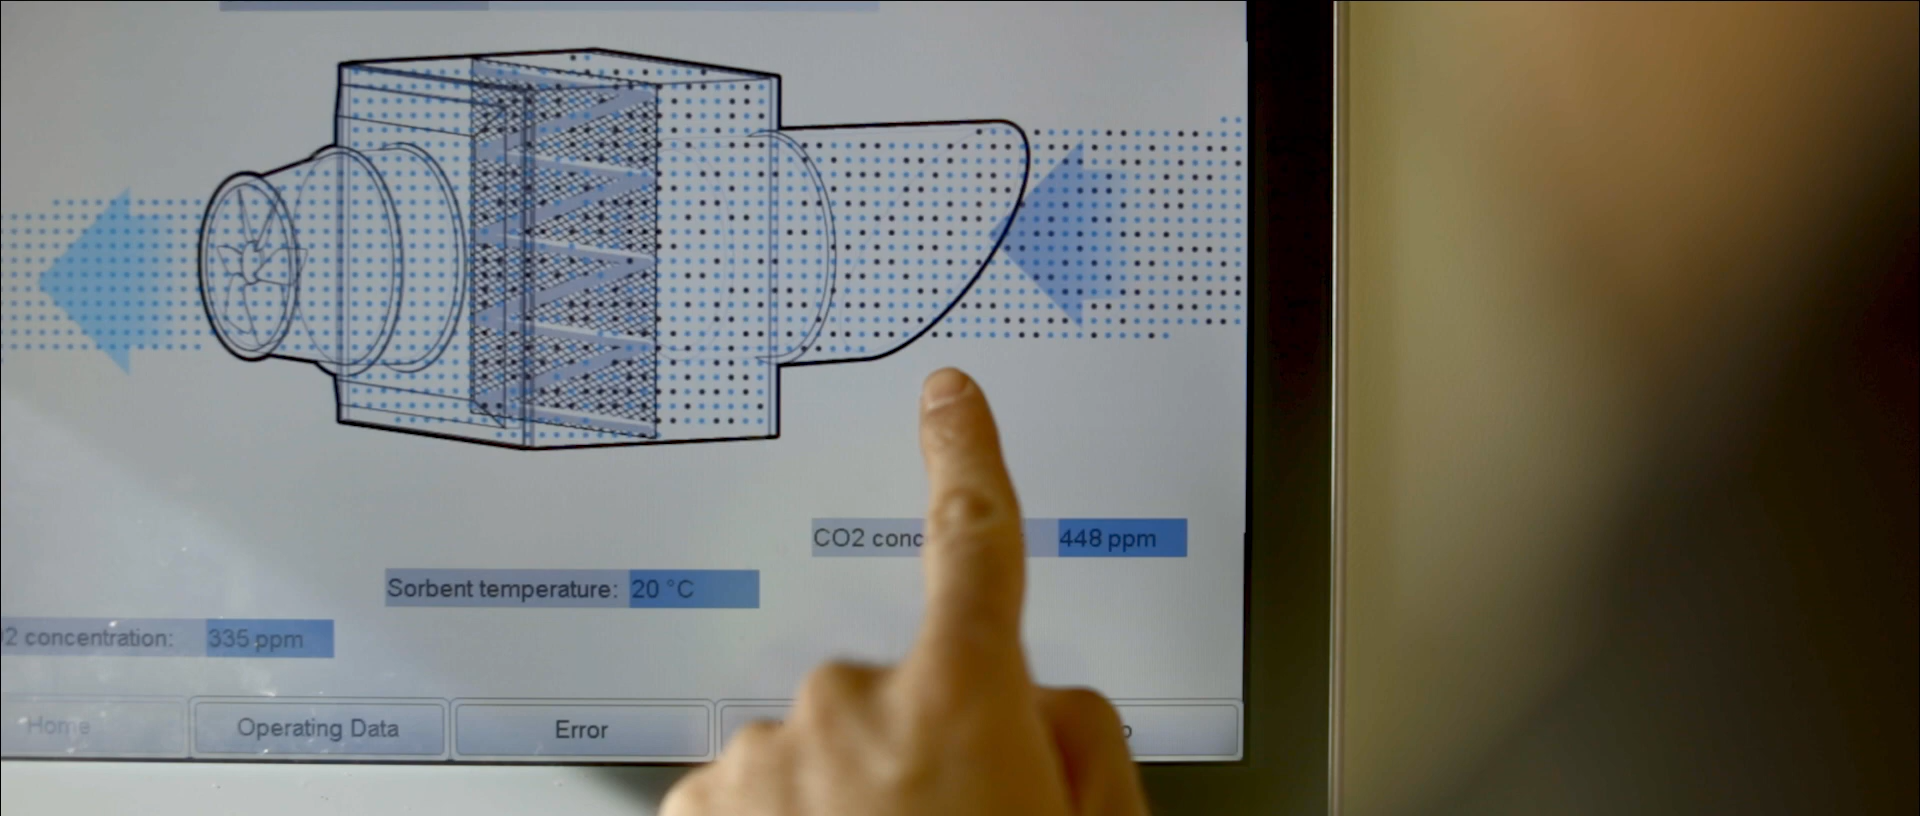 CO2 conc
448 ppm
Sorbent temperature: 20 °C
2 concentration: 335 ppm
Home
Operating Data
Error